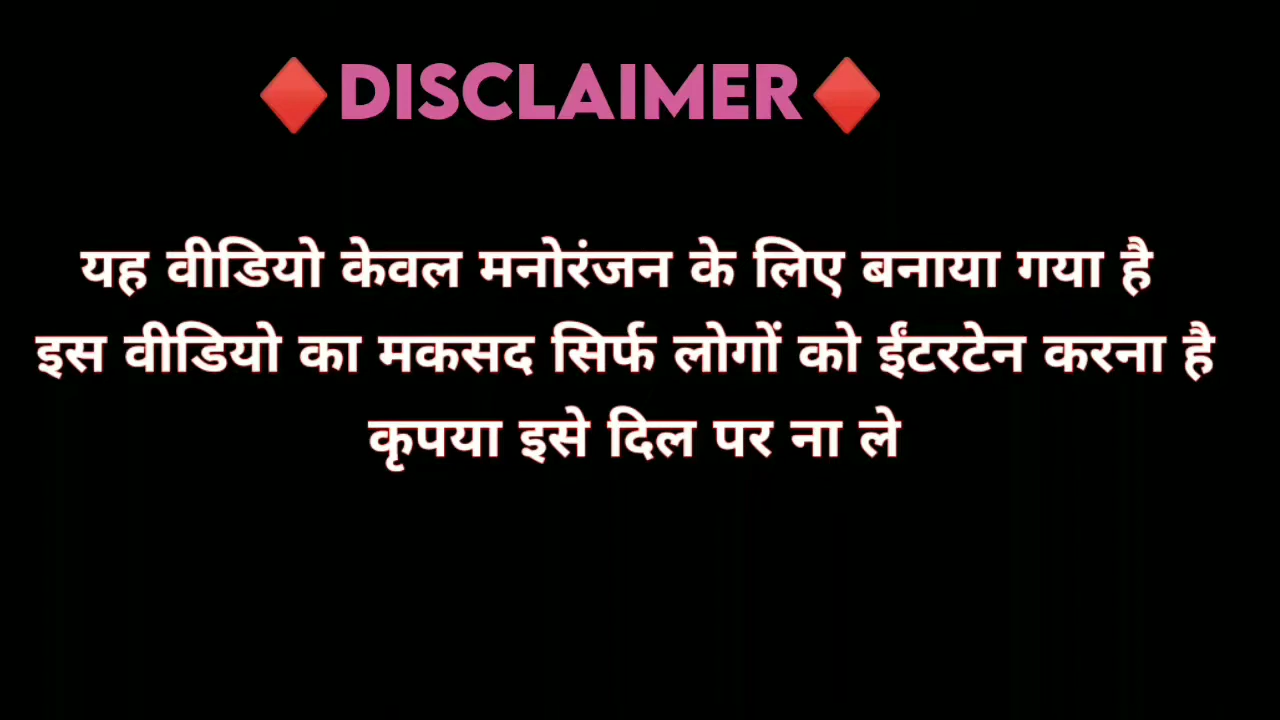 ♦️DISCLAIMER♦️
यह वीडियो केवल मनोरंजन के लिए बनाया गया है
इस वीडियो का मकसद सिर्फ लोगों को ईंटरटेन करना है
कृपया इसे दिल पर ना ले